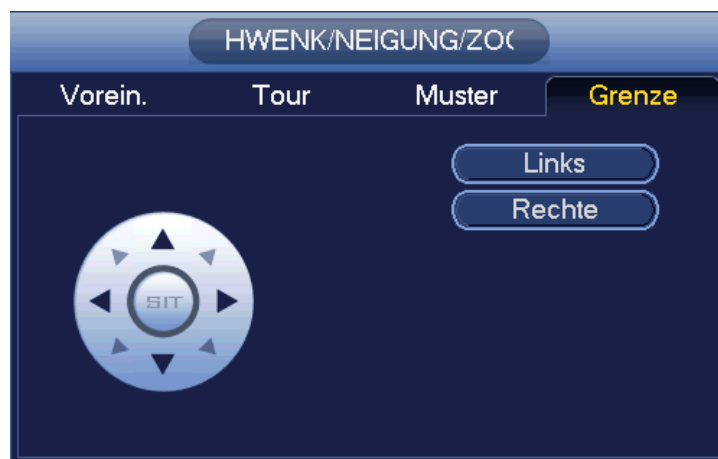 HWENK/NEIGUNG/ZO
Vorein. Tour Muster Grenze
Links
Rechte
SIT